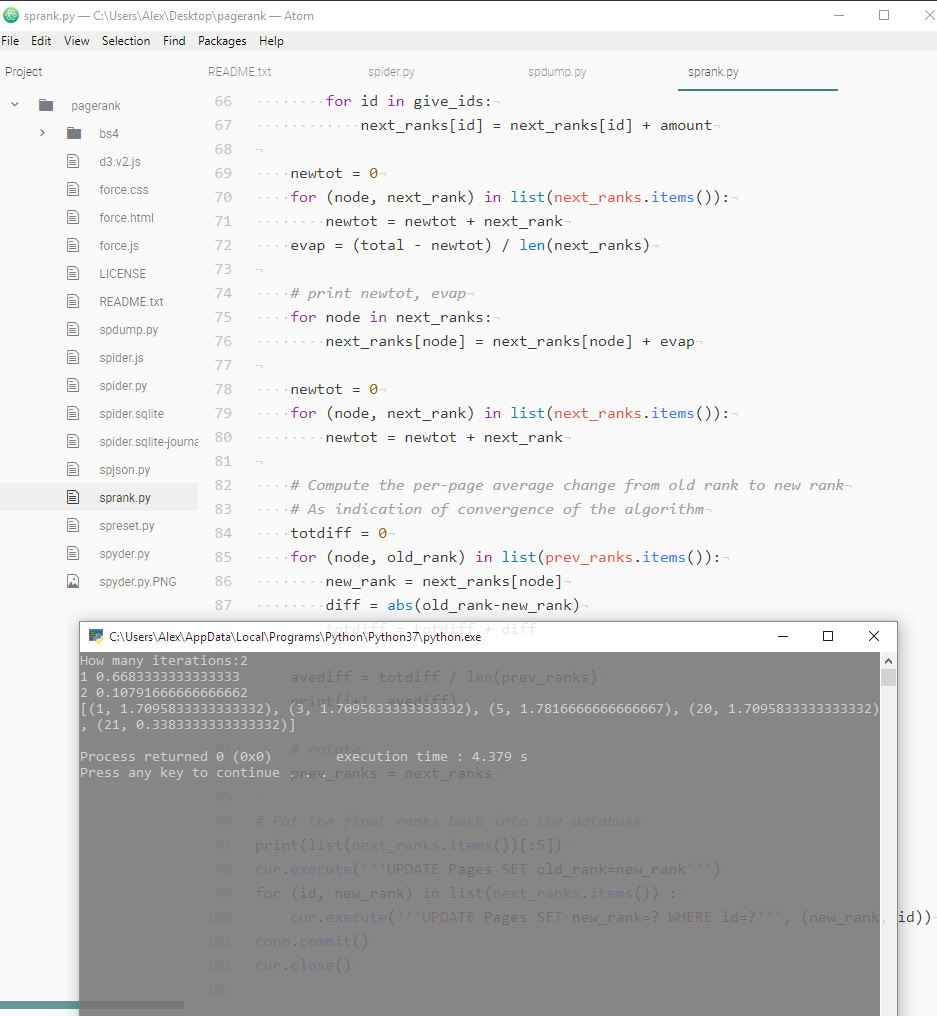 sprank.py — C:\Users\Alex\Desktop\pagerank — Atom
File Edit View Selection Find Packages Help
Project
pagerank
bs4
d3.v2.js
force.css
force.html
force.js
LICENSE
README.txt
spdump.py
spider.js
spider.py
spider.sqlite
spider.sqlite-journa
spjson.py
sprank.py
spreset.py
spyder.py
spyder.py.PNG
README.txt spider.py spdump.py sprank.py
66 for id in give_ids:
67 next_ranks[id] = next_ranks[id] + amount
68
69 newtot = 0
70 for (node, next_rank) in list(next_ranks.items()):
71 newtot = newtot + next_rank
72 evap = (total - newtot) / len(next_ranks)
73
74 # print newtot, evap
75 for node in next_ranks:
76 next_ranks[node] = next_ranks[node] + evap
77
78 newtot = 0
79 for (node, next_rank) in list(next_ranks.items()):
80 newtot = newtot + next_rank
81
82 # Compute the per-page average change from old rank to new rank
83 # As indication of convergence of the algorithm
84 totdiff = 0
85 for (node, old_rank) in list(prev_ranks.items()):
86 new_rank = next_ranks[node]
87 diff = abs(old_rank-new_rank)
totdiff = totdiff + diff
C:\Users\Alex\AppData\Local\Programs\Python\Python37\python.exe
How many iterations:2
1 0.6683333333333333
2 0.10791666666666662
[(1, 1.7095833333333332), (3, 1.7095833333333332), (5, 1.7816666666666667), (20, 1.7095833333333332)
, (21, 0.3383333333333332)]
Process returned 0 (0x0) execution time : 4.379 s
Press any key to continue . . .
avediff = totdiff / len(prev_ranks)
print(i+1, avediff)
# rotate
prev_ranks = next_ranks
95
96 # Put the final ranks back into the database
97 print(list(next_ranks.items())[:5])
98 cur.execute('''UPDATE Pages SET old_rank=new_rank''')
99 for (id, new_rank) in list(next_ranks.items()) :
100 cur.execute('''UPDATE Pages SET new_rank=? WHERE id=?''', (new_rank, id))
101 conn.commit()
102 cur.close()
103